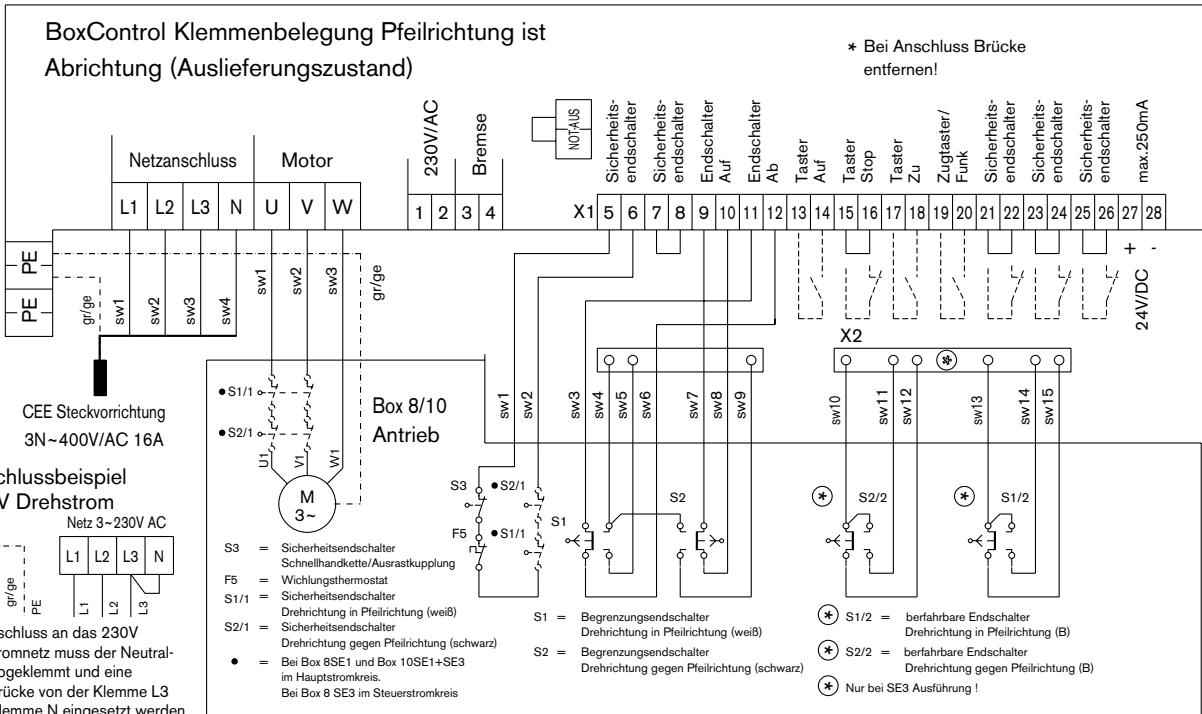 BoxControl Klemmenbelegung Pfeilrichtung ist
Abrichtung (Auslieferungszustand)
* Bei Anschluss Brücke
entfernen!
Netzanschluss
Motor
230V/AC
Bremse
NOT-AUS
Sicherheits-
endschalter
Sicherheits-
endschalter
Endschalter
Auf
Endschalter
Ab
Taster
Auf
Taster
Stop
Taster
Zu
Zugtaster/
Funk
Sicherheits-
endschalter
Sicherheits-
endschalter
Sicherheits-
endschalter
max.250mA
L1 L2 L3 N U V W
1 2 3 4
X1 5 6 7 8 9 10 11 12 13 14 15 16 17 18 19 20 21 22 23 24 25 26 27 28
PE
PE
gr/ge
sw1 sw2 sw3 sw4
sw1 sw2 sw3
gr/ge
+ -
24V/DC
X2
CEE Steckvorrichtung
3N~400V/AC 16A
S1/1
S2/1
U1 V1 W1
M
3~
Box 8/10
Antrieb
sw1 sw2 sw3 sw4 sw5 sw6 sw7 sw8 sw9 sw10 sw11 sw12 sw13 sw14 sw15
S3
S2/1
F5
S1/1
S1
S2
S2/2
S1/2
chlussbeispiel
V Drehstrom
Netz 3~230V AC
L1 L2 L3 N
gr/ge
PE
L1 L2 L3
schluss an das 230V
romnetz muss der Neutral-
bgeklemmt und eine
rücke von der Klemme L3
lemme N eingesetzt werden
S3 = Sicherheitsendschalter
Schnellhandkette/Ausrastkupplung
F5 = Wichlungsthermostat
S1/1 = Sicherheitsendschalter
Drehrichtung in Pfeilrichtung (weiß)
S2/1 = Sicherheitsendschalter
Drehrichtung gegen Pfeilrichtung (schwarz)
● = Bei Box 8SE1 und Box 10SE1+SE3
im Hauptstromkreis.
Bei Box 8 SE3 im Steuerstromkreis
S1 = Begrenzungsendschalter
Drehrichtung in Pfeilrichtung (weiß)
S2 = Begrenzungsendschalter
Drehrichtung gegen Pfeilrichtung (schwarz)
* S1/2 = berfahrbare Endschalter
Drehrichtung in Pfeilrichtung (B)
* S2/2 = berfahrbare Endschalter
Drehrichtung gegen Pfeilrichtung (B)
* Nur bei SE3 Ausführung !